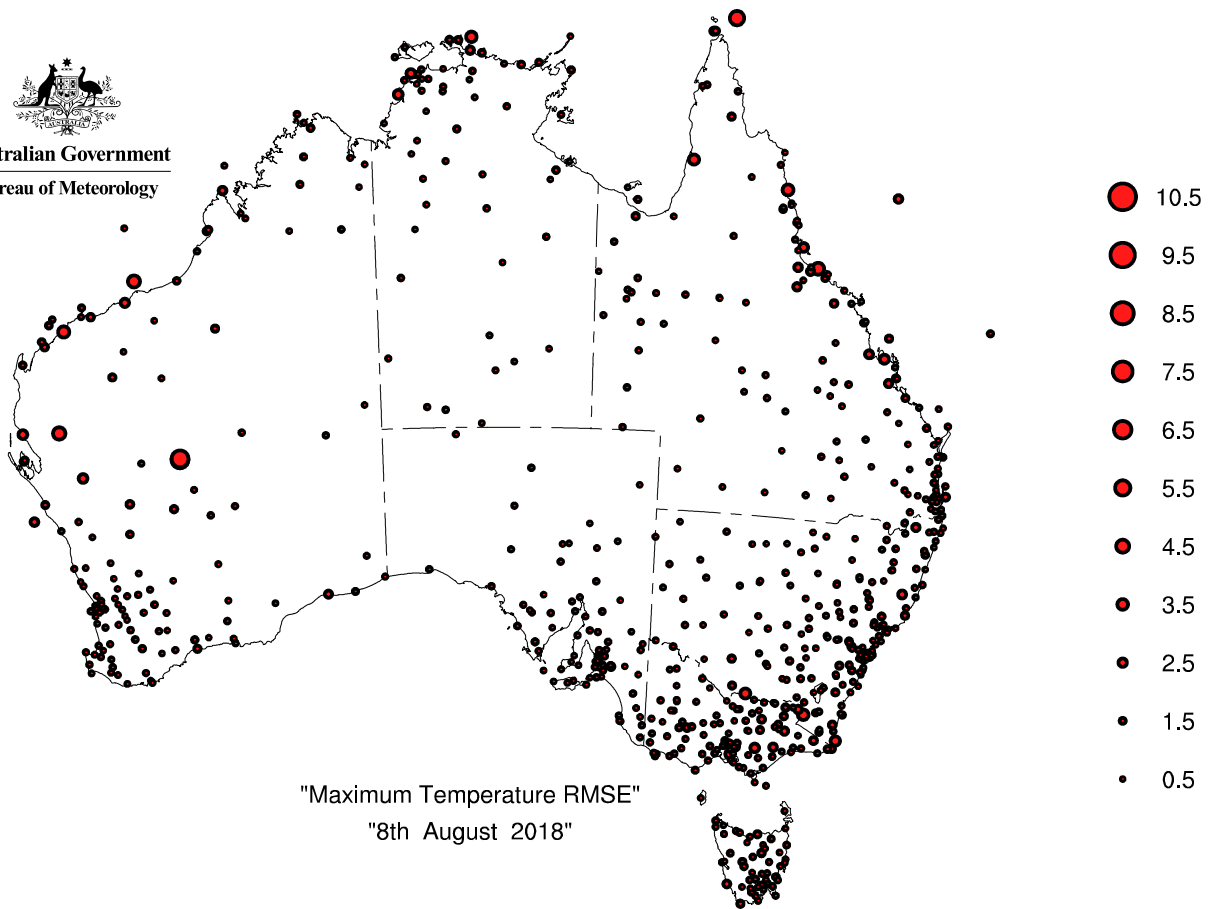 AUSTRALIA
tralian Government
reau of Meteorology
10.5
9.5
8.5
7.5
6.5
5.5
4.5
3.5
2.5
1.5
0.5
"Maximum Temperature RMSE"
"8th August 2018"